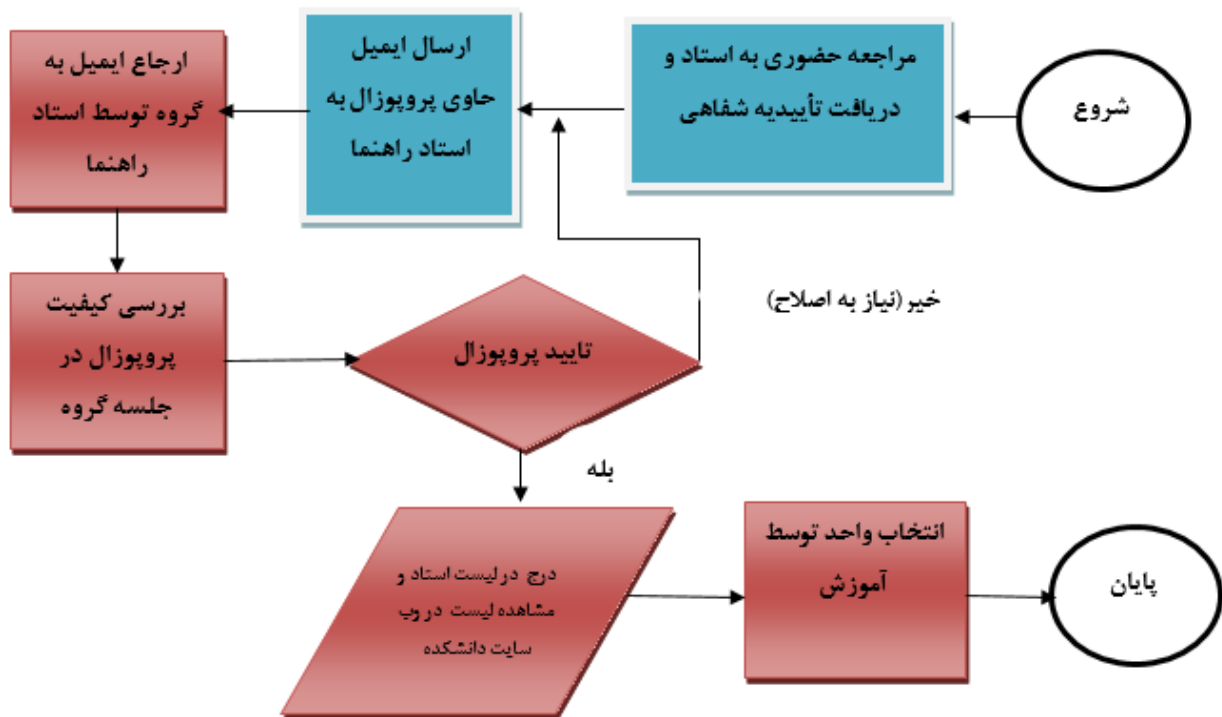 شروع
مراجعه حضوری به استاد و
دریافت تأییدیه شفاهی
ارسال ایمیل
حاوی پروپوزال به
استاد راهنما
ارجاع ایمیل به
گروه توسط استاد
راهنما
بررسی کیفیت
پروپوزال در
جلسه گروه
تایید پروپوزال
خیر (نیاز به اصلاح)
بله
درج در لیست استاد و
مشاهده لیست در وب
سایت دانشکده
انتخاب واحد توسط
آموزش
پایان